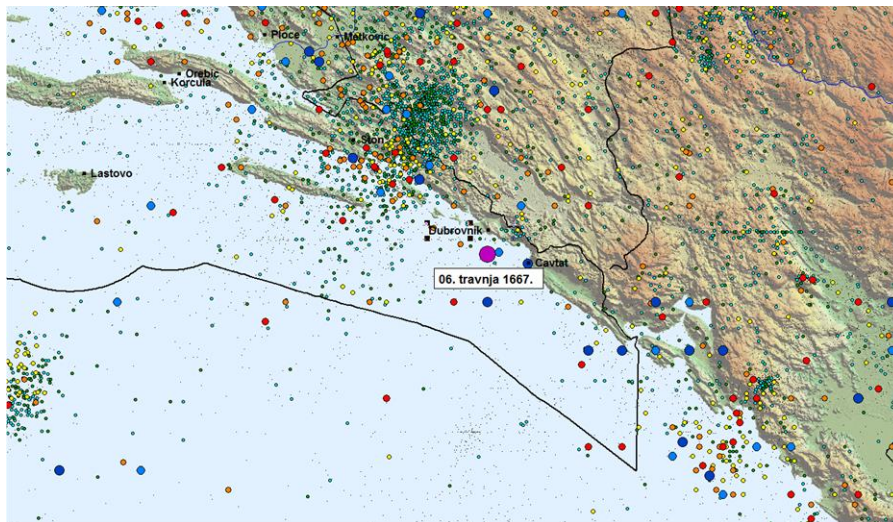 Ploce
Metkovic
Orebic
Korcula
Ston
Lastovo
Dubrovnik
Cavtat
06. travnja 1667.